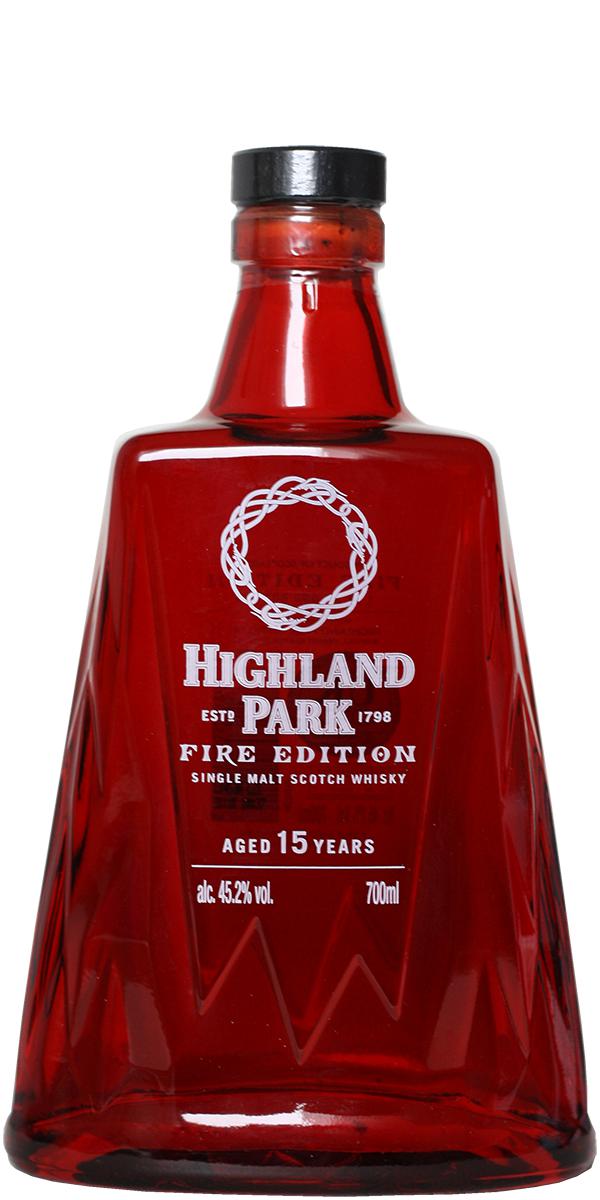 HIGHLAND
ESTD PARK 1798
FIRE EDITION
SINGLE MALT SCOTCH WHISKY
AGED 15 YEARS
alc. 45.2% vol. 700ml